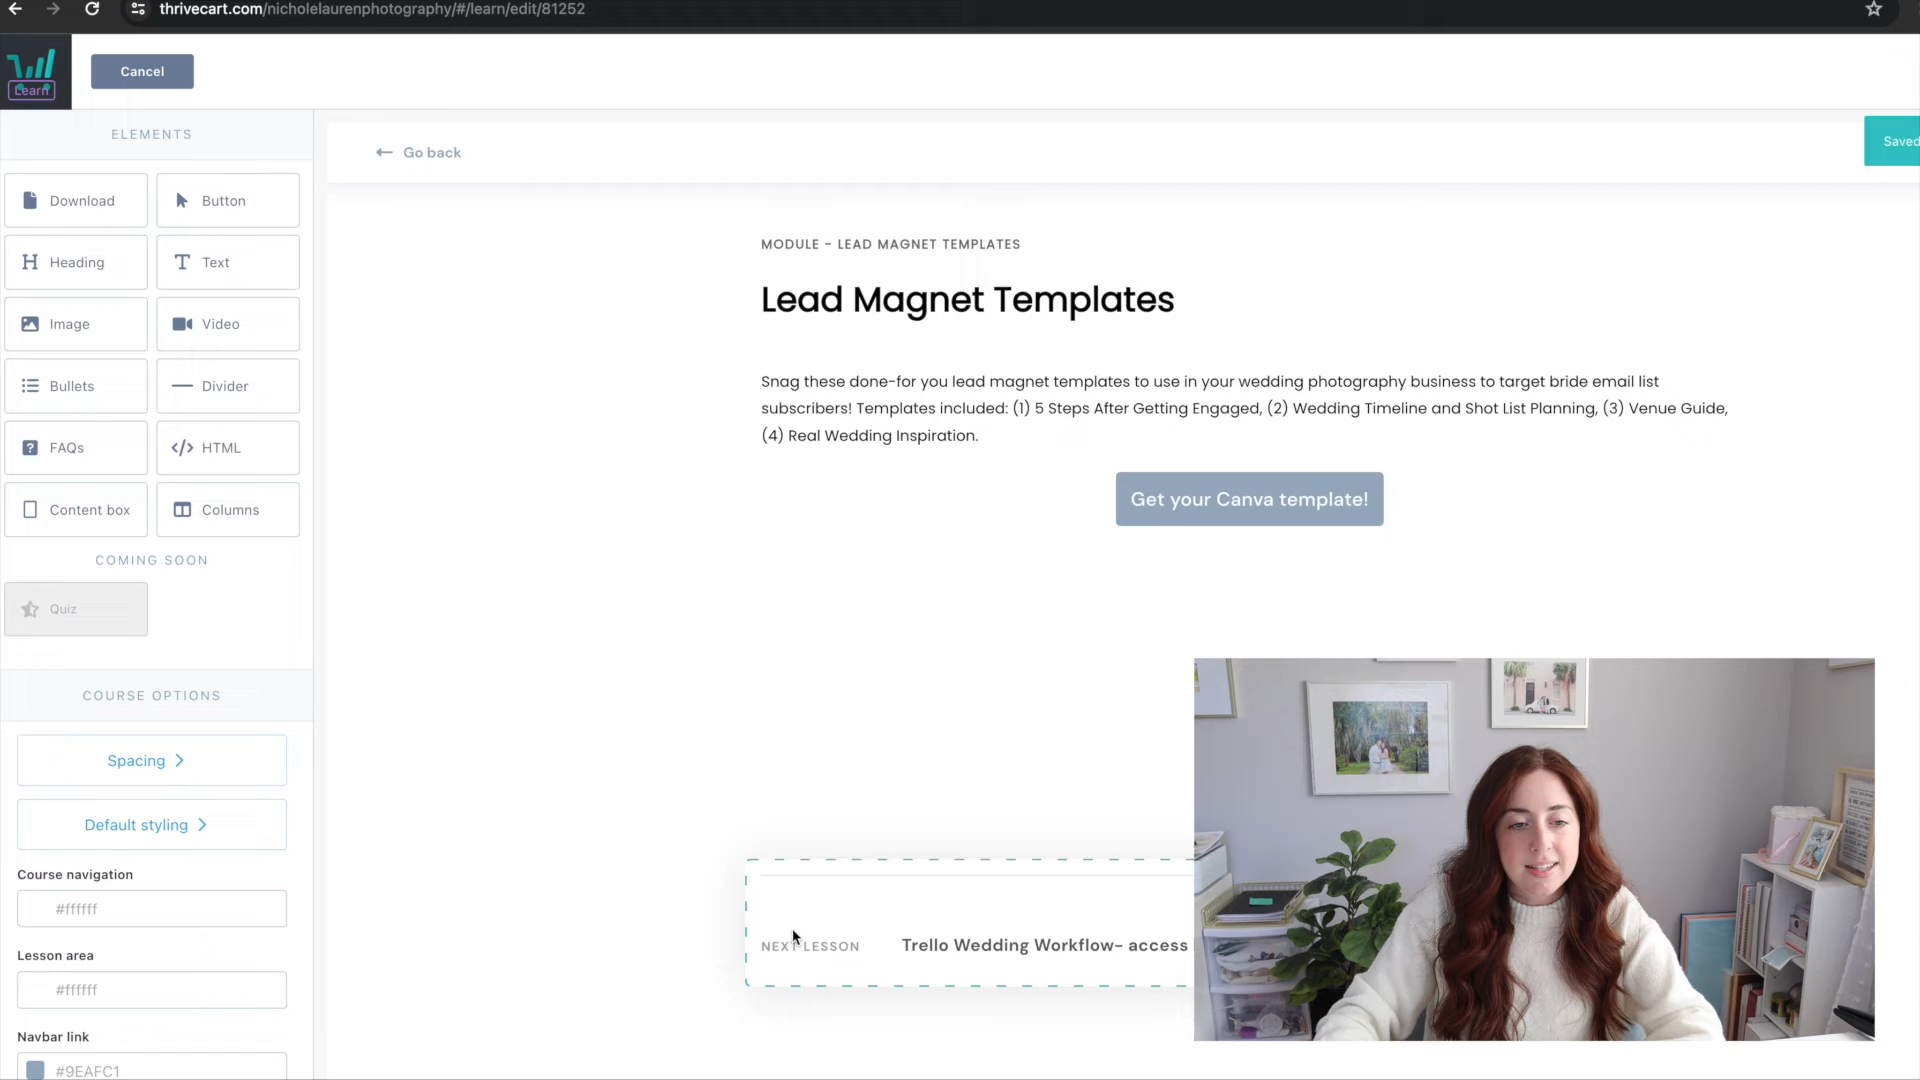 thrivecart.com/nicholelaurenphotography/#/learn/edit/81252
Learn
Cancel
ELEMENTS
Go back
Saved
Download
Button
Heading
Text
Image
Video
Bullets
Divider
FAQs
HTML
Content box
Columns
COMING SOON
Quiz
MODULE - LEAD MAGNET TEMPLATES
Lead Magnet Templates
Snag these done-for you lead magnet templates to use in your wedding photography business to target bride email list
subscribers! Templates included: (1) 5 Steps After Getting Engaged, (2) Wedding Timeline and Shot List Planning, (3) Venue Guide,
(4) Real Wedding Inspiration.
Get your Canva template!
COURSE OPTIONS
Spacing
Default styling
Course navigation
#ffffff
Lesson area
#ffffff
Navbar link
#9EAFC1
NEXT LESSON
Trello Wedding Workflow- access